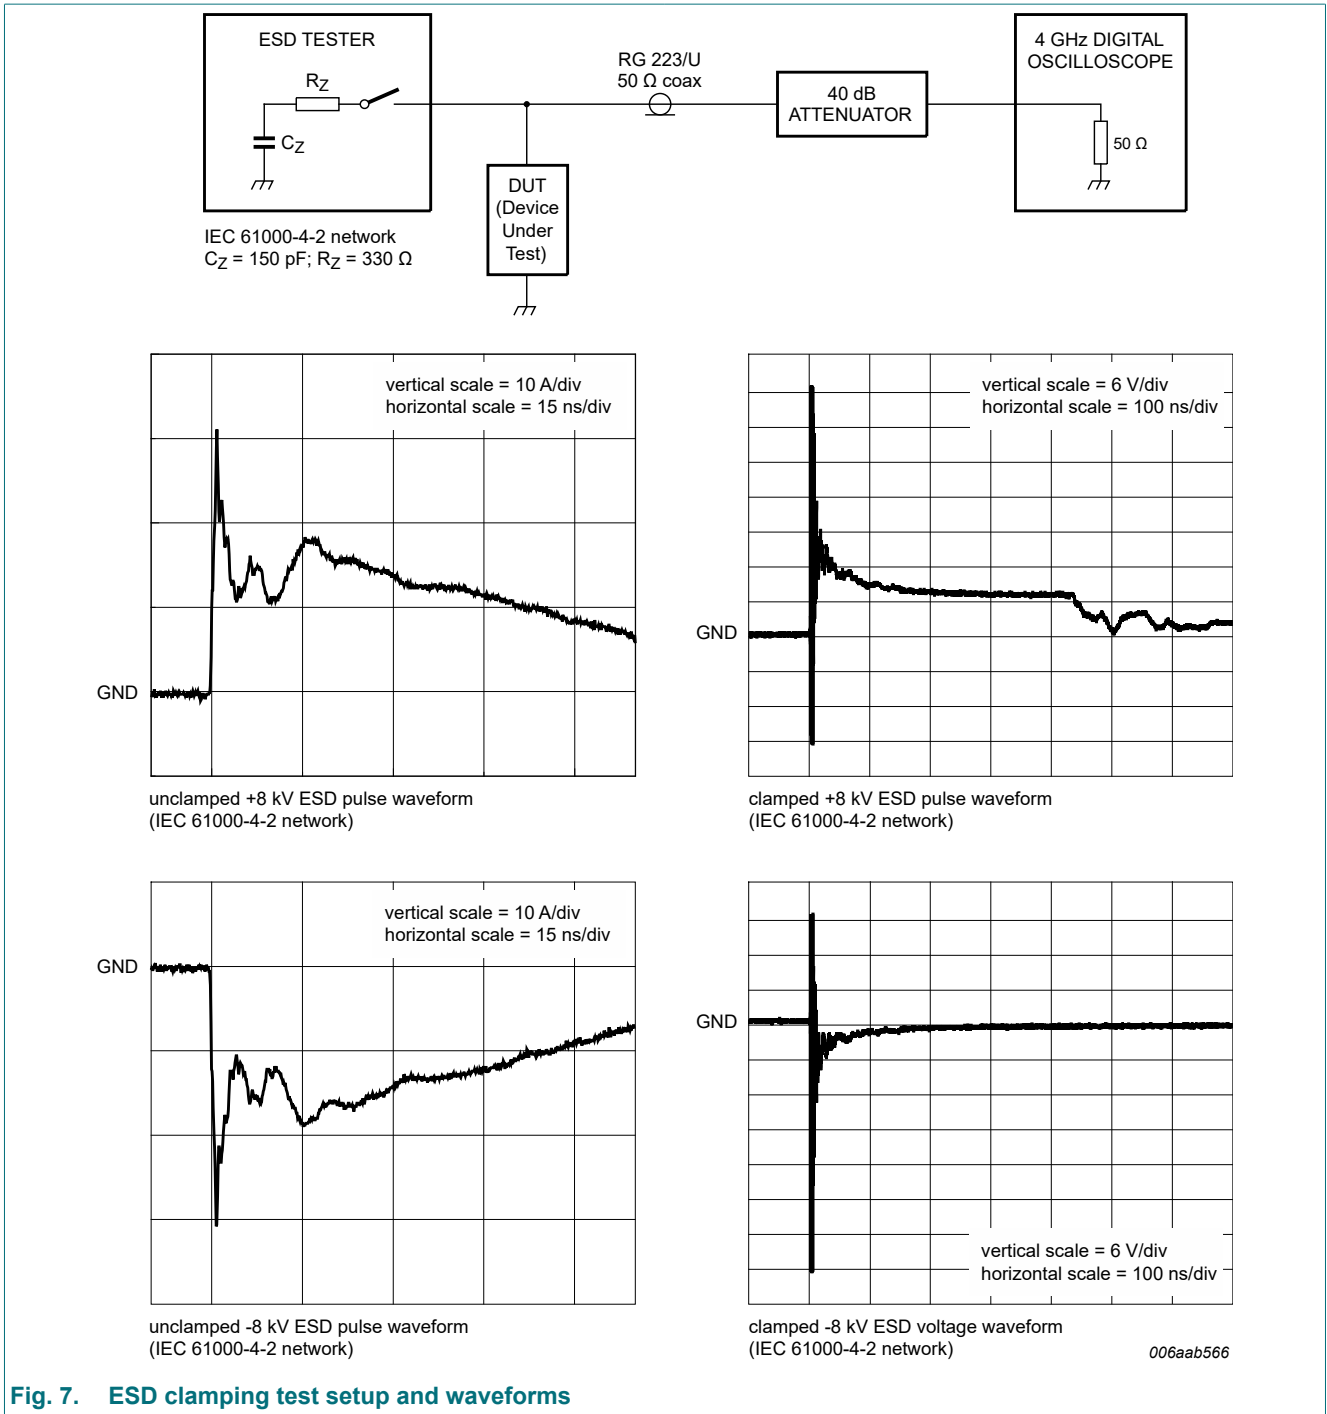 ESD TESTER
RZ
CZ
IEC 61000-4-2 network
CZ = 150 pF; RZ = 330 Ω
DUT
(Device
Under
Test)
RG 223/U
50 Ω coax
40 dB
ATTENUATOR
4 GHz DIGITAL
OSCILLOSCOPE
50 Ω
vertical scale = 10 A/div
horizontal scale = 15 ns/div
GND
unclamped +8 kV ESD pulse waveform
(IEC 61000-4-2 network)
vertical scale = 6 V/div
horizontal scale = 100 ns/div
GND
clamped +8 kV ESD pulse waveform
(IEC 61000-4-2 network)
vertical scale = 10 A/div
horizontal scale = 15 ns/div
GND
unclamped -8 kV ESD pulse waveform
(IEC 61000-4-2 network)
GND
vertical scale = 6 V/div
horizontal scale = 100 ns/div
clamped -8 kV ESD voltage waveform
(IEC 61000-4-2 network)
006aab566
Fig. 7. ESD clamping test setup and waveforms